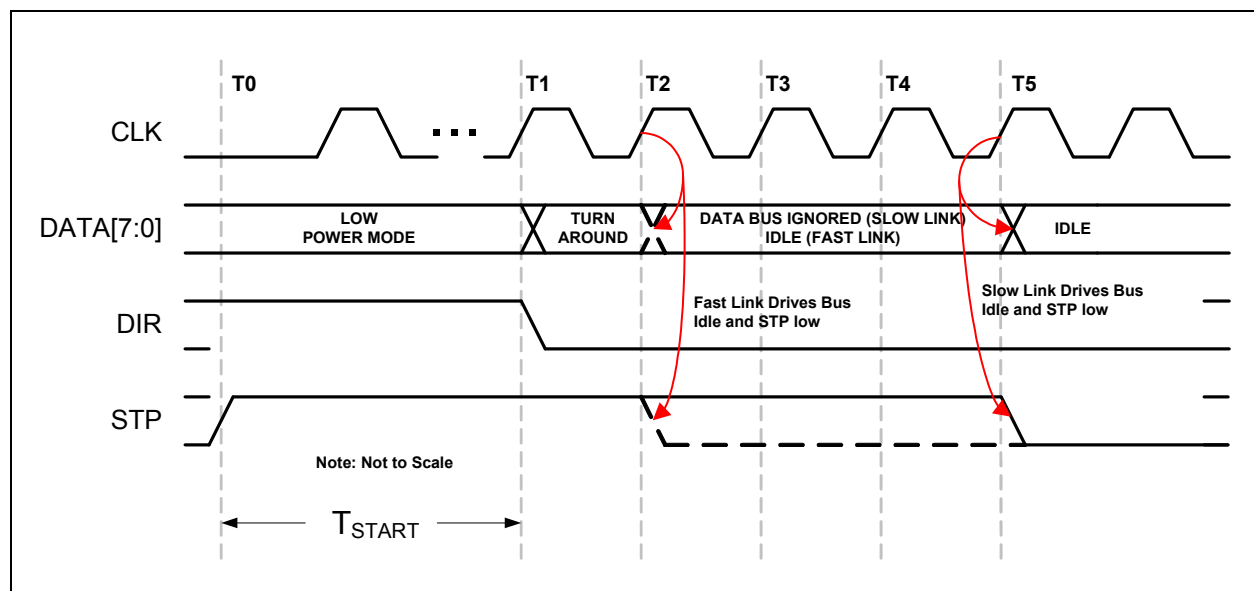 T0 T1 T2 T3 T4 T5
CLK
DATA[7:0]
LOW
POWER MODE
TURN
AROUND
DATA BUS IGNORED (SLOW LINK)
IDLE (FAST LINK)
IDLE
DIR
Fast Link Drives Bus
Idle and STP low
Slow Link Drives Bus
Idle and STP low
STP
Note: Not to Scale
TSTART